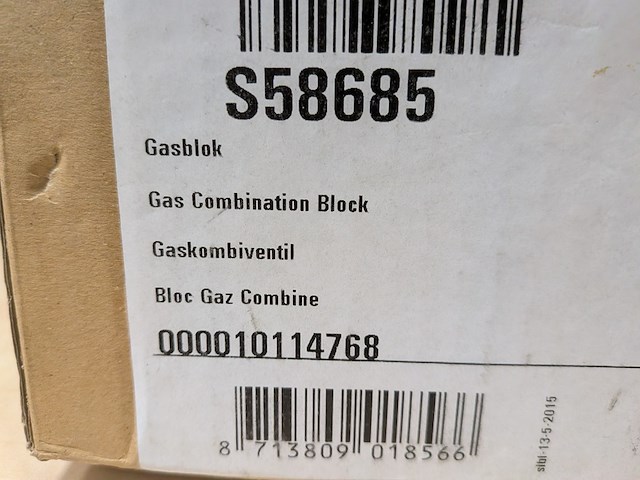 S58685
Gasblok
Gas Combination Block
Gaskombiventil
Bloc Gaz Combine
000010114768
8 713809 018566
sibl-13-5-2015